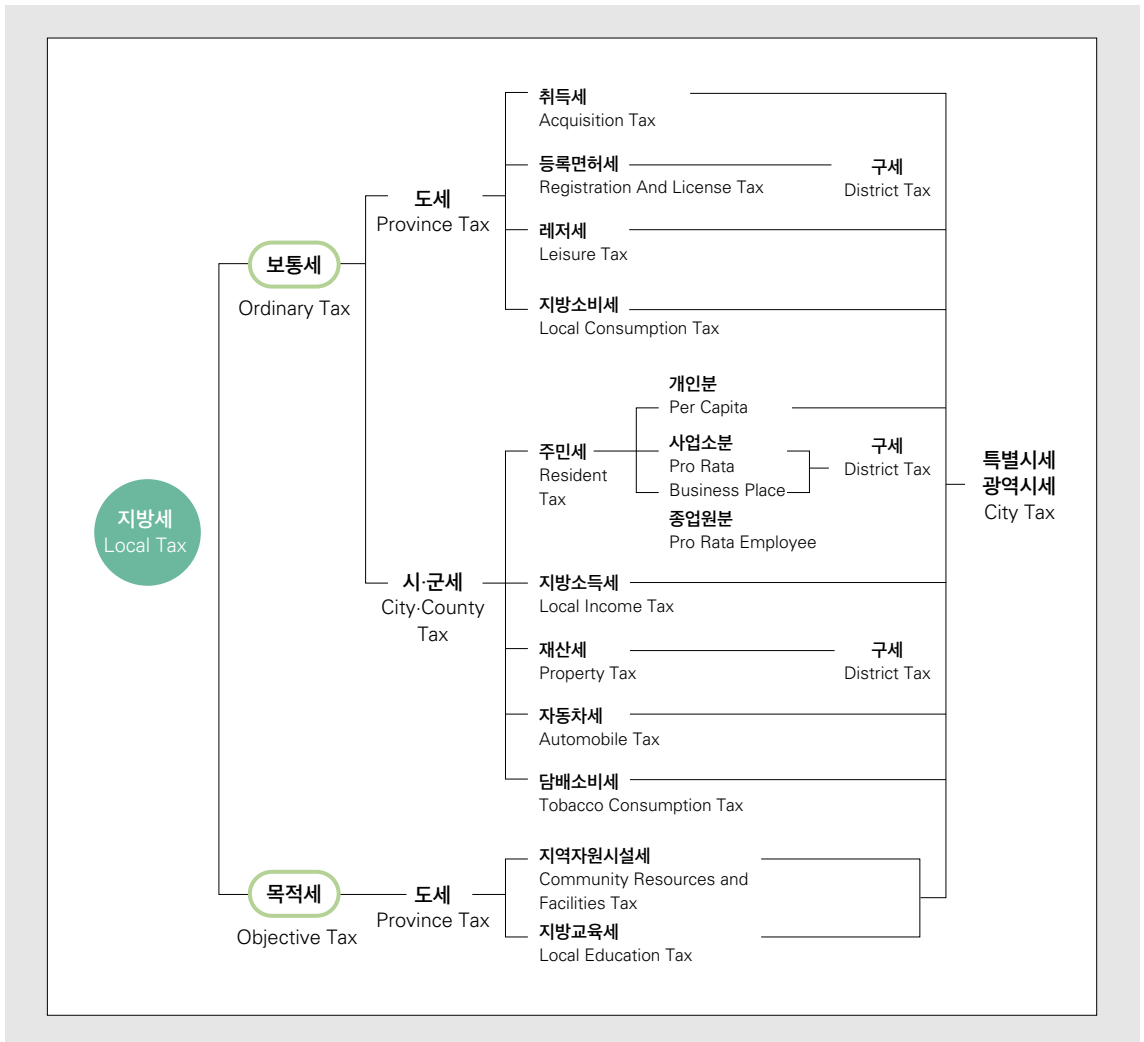 취득세
Acquisition Tax
등록면허세
Registration And License Tax
구세
District Tax
도세
Province Tax
레저세
Leisure Tax
보통세
Ordinary Tax
지방소비세
Local Consumption Tax
개인분
Per Capita
주민세
Resident
Tax
사업소분
Pro Rata
Business Place
구세
District Tax
종업원분
Pro Rata Employee
특별시세
광역시세
City Tax
지방세
Local Tax
시·군세
City·County
Tax
지방소득세
Local Income Tax
재산세
Property Tax
구세
District Tax
자동차세
Automobile Tax
담배소비세
Tobacco Consumption Tax
목적세
Objective Tax
도세
Province Tax
지역자원시설세
Community Resources and
Facilities Tax
지방교육세
Local Education Tax